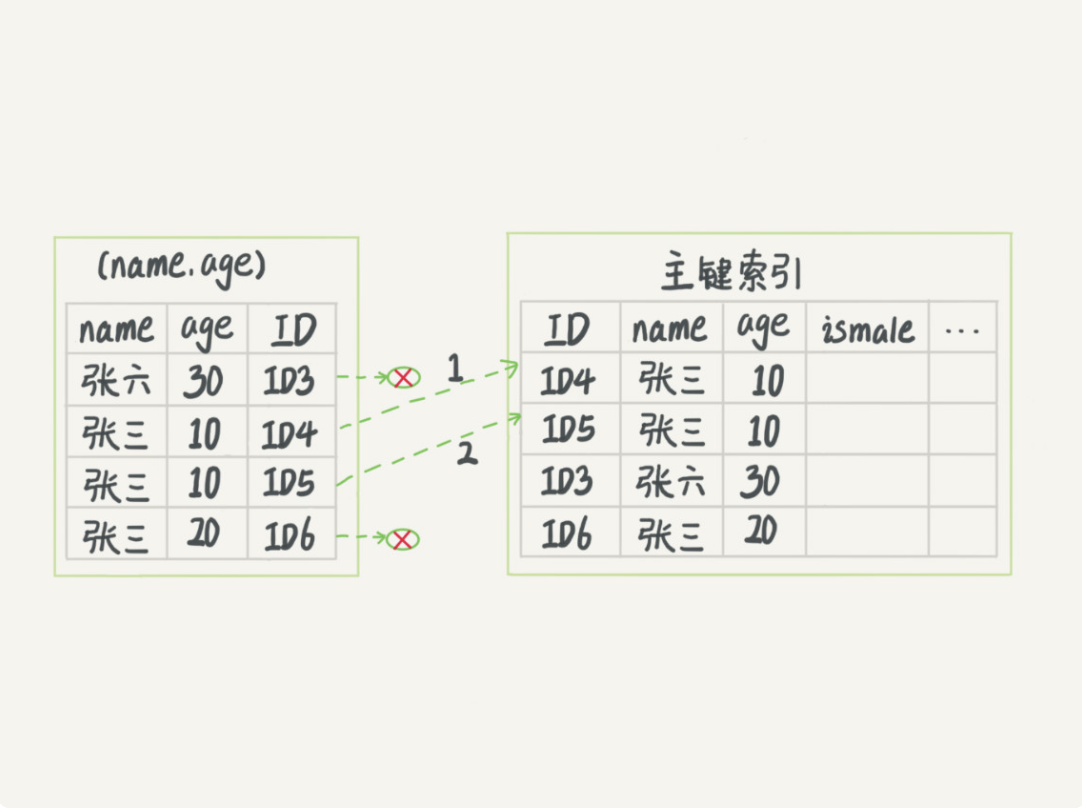 (name, age)
name age ID
张六 30 ID3
张三 10 ID4
张三 10 ID5
张三 20 ID6
1
2
主键索引
ID name age ismale ...
ID4 张三 10
ID5 张三 10
ID3 张六 30
ID6 张三 20